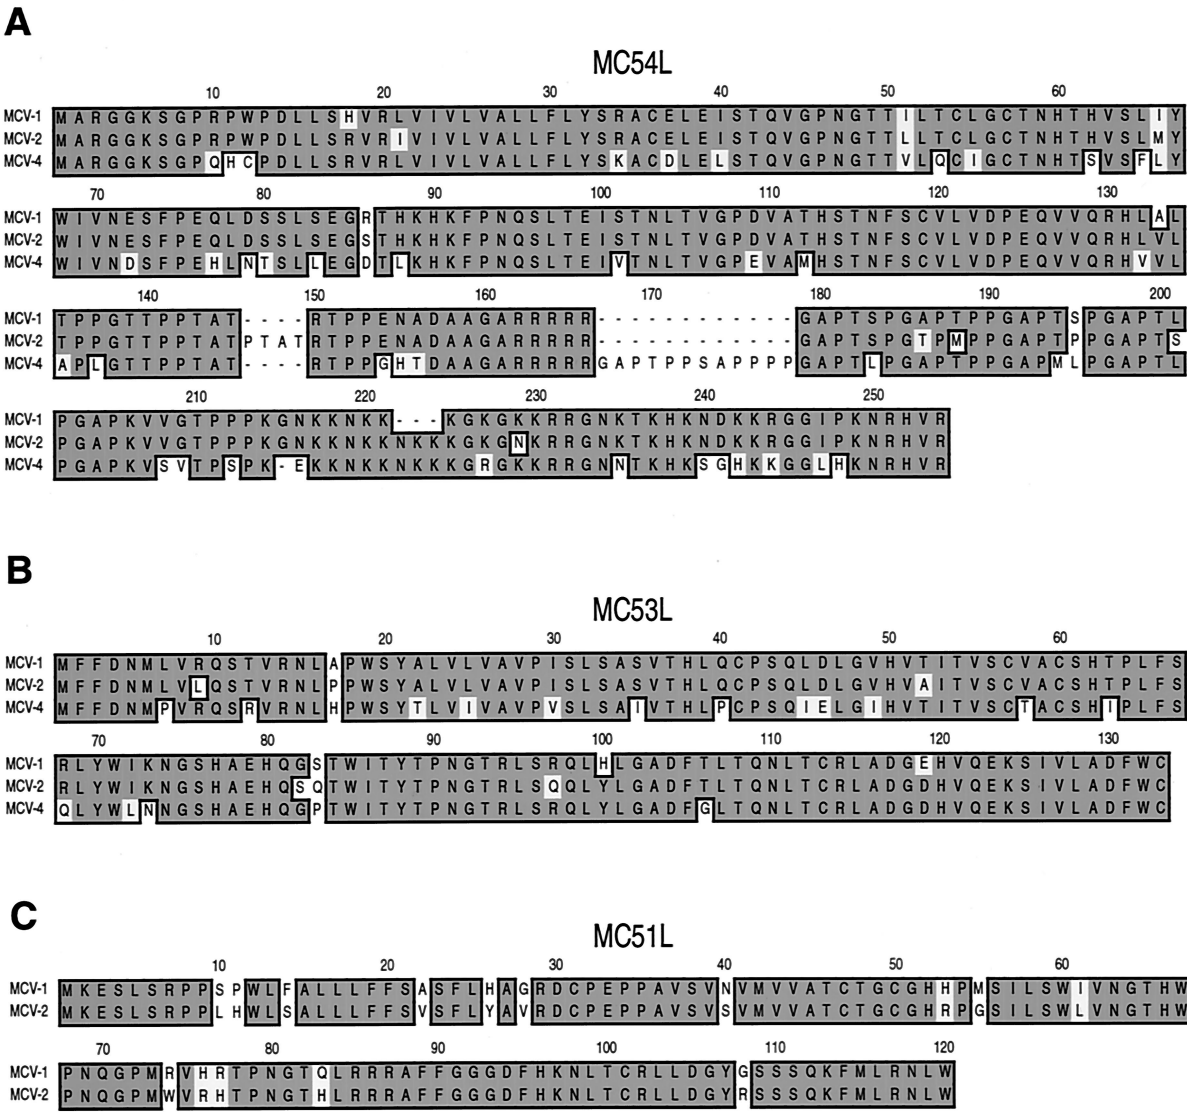 A
MC54L
10 20 30 40 50 60
MCV-1 MARGGKSGPRPWPDLLSHVRLVIVLVALLFLYSRACELEISTQVGPNGTTILTCLGCTNHTHVSLIY
MCV-2 MARGGKSGPRPWPDLLSRVRIVIVLVALLFLYSRACELEISTQVGPNGTTLLTCLGCTNHTHVSLMY
MCV-4 MARGGKSGPQHCPDLLSRVRLVIVLVALLFLYSKACDLELSTQVGPNGTTVLQCIGCTNHTSVSFLY
70 80 90 100 110 120 130
MCV-1 WIVNESFPEQLDSSLSEGRTHKHKFPNQSLTEISTNLTVGPDVATHSTNFSCVLVDPEQVVQRHLAL
MCV-2 WIVNESFPEQLDSSLSEGSTHKHKFPNQSLTEISTNLTVGPDVATHSTNFSCVLVDPEQVVQRHLVL
MCV-4 WIVNDSFPEHLNTSLLEGDTLKHKFPNQSLTEIVTNLTVGPEVAMHSTNFSCVLVDPEQVVQRHVVL
140 150 160 170 180 190 200
MCV-1 TPPGTTPPTAT----RTPPENADAAGARRRRR------------GAPTSPGAPTPPGAPTSPGAPTL
MCV-2 TPPGTTPPTATPTATRTPPENADAAGARRRRR------------GAPTSPGTPMPPGAPTPPGAPTS
MCV-4 APLGTTPPTAT----RTPPGHTDAAGARRRRRGAPTPPSAPPPPGAPTLPGAPTPPGAPMLPGAPTL
210 220 230 240 250
MCV-1 PGAPKVVGTPPPKGNKKNKK---KGKGKKRRGNKTKHKNDKKRGGIPKNRHVR
MCV-2 PGAPKVVGTPPPKGNKKNKKNKKKGKGNKRRGNKTKHKNDKKRGGIPKNRHVR
MCV-4 PGAPKVSVTPSPK-EKKNKKNKKKGRGKKRRGNNTKHKSGHKKGGLHKNRHVR
B
MC53L
10 20 30 40 50 60
MCV-1 MFFDNMLVRQSTVRNLAPWSYALVLVAVPISLSASVTHLQCPSQLDLGVHVTITVSCVACSHTPLFS
MCV-2 MFFDNMLVLQSTVRNLPPWSYALVLVAVPISLSASVTHLQCPSQLDLGVHVAITVSCVACSHTPLFS
MCV-4 MFFDNMPVRQSRVRNLHPWSYTLVIVAVPVSLSAIVTHLPCPSQIELGIHVTITVSCTACSHIPLFS
70 80 90 100 110 120 130
MCV-1 RLYWIKNGSHAEHQGSTWITYTPNGTRLSRQLHLGADFTLTQNLTCRLADGEHVQEKSIVLADFWC
MCV-2 RLYWIKNGSHAEHQSQTWITYTPNGTRLSQQLYLGADFTLTQNLTCRLADGDHVQEKSIVLADFWC
MCV-4 QLYWLNNGSHAEHQGPTWITYTPNGTRLSRQLYLGADFGLTQNLTCRLADGDHVQEKSIVLADFWC
C
MC51L
10 20 30 40 50 60
MCV-1 MKESLSRPPSPWLFALLLFFSASFLHAGRDCPEPPAVSVNVMVVATCTGCGHHPMSILSWIVNGTHW
MCV-2 MKESLSRPPLHWLSALLLFFSVSFLYAVRDCPEPPAVSVSVMVVATCTGCGHRPGSILSWLVNGTHW
70 80 90 100 110 120
MCV-1 PNQGPMRVHRTPNGTQLRRRAFFGGGDFHKNLTCRLLDGYGSSSQKFMLRNLW
MCV-2 PNQGPMWVRHTPNGTHLRRRAFFGGGDFHKNLTCRLLDGYRSSSQKFMLRNLW